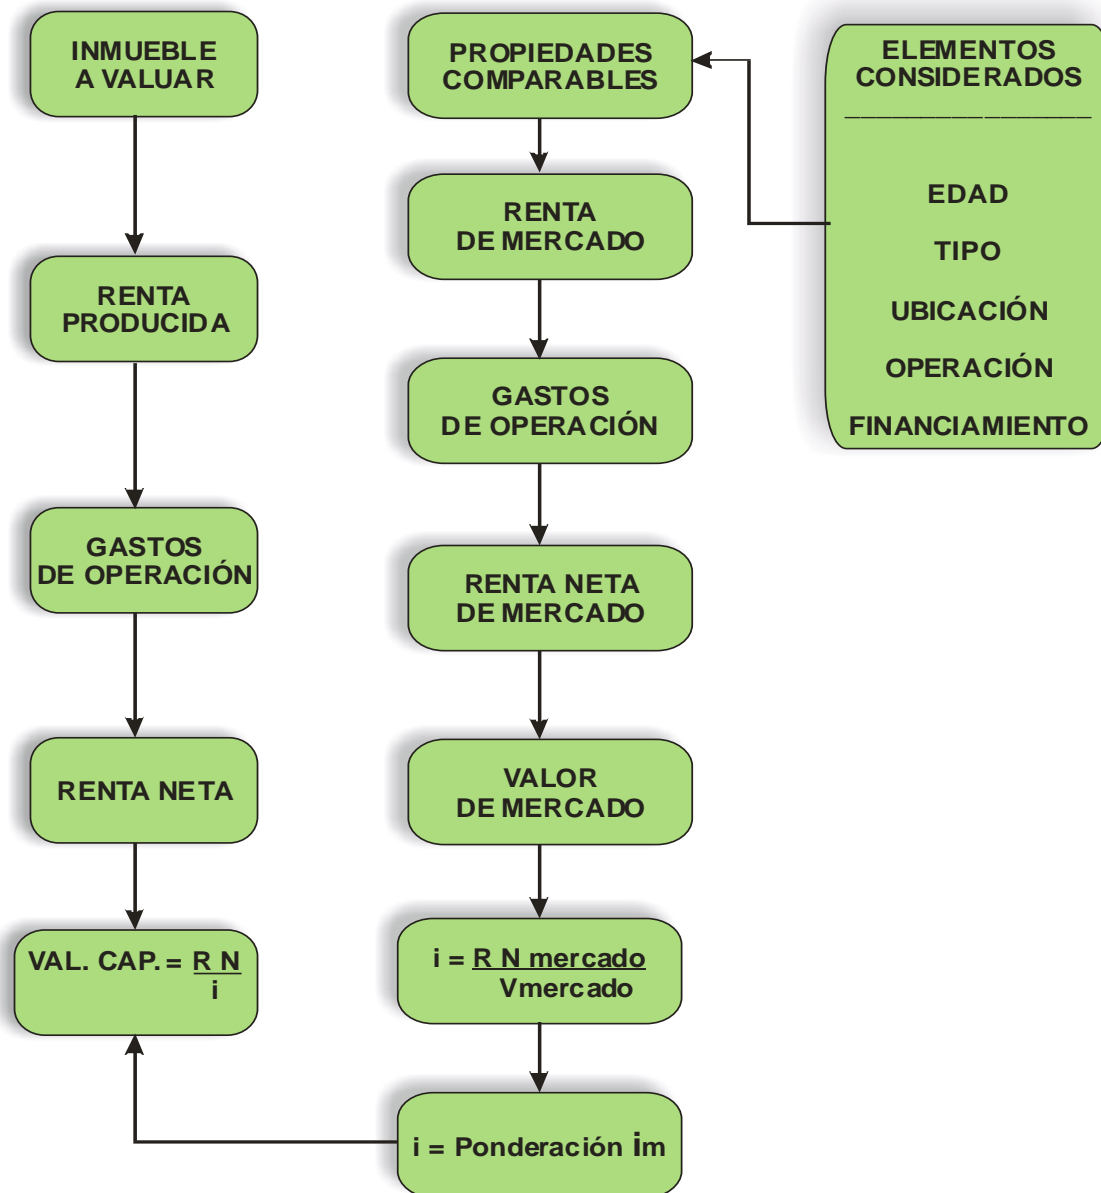 INMUEBLE
A VALUAR
RENTA
PRODUCIDA
GASTOS
DE OPERACIÓN
RENTA NETA
VAL. CAP. = R N
i
PROPIEDADES
COMPARABLES
RENTA
DE MERCADO
GASTOS
DE OPERACIÓN
RENTA NETA
DE MERCADO
VALOR
DE MERCADO
i = R N mercado
Vmercado
i = Ponderación im
ELEMENTOS
CONSIDERADOS
________________
EDAD
TIPO
UBICACIÓN
OPERACIÓN
FINANCIAMIENTO